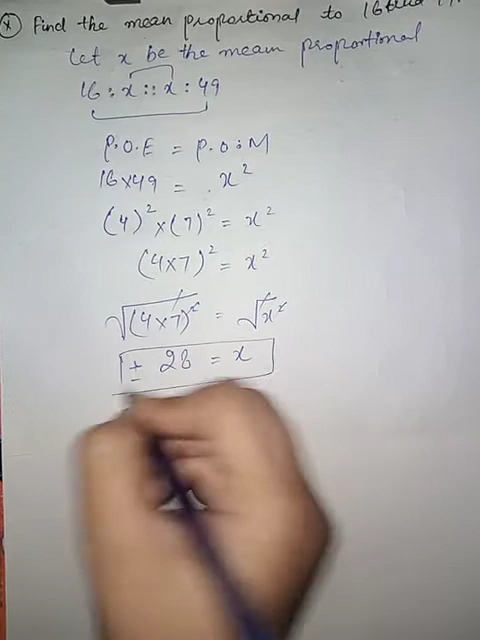 (x) Find the mean proportional to 16 and
Let x be the mean proportional
16 : x :: x : 49
P.O.E = P.O.M
16×49 = x²
(4)² × (7)² = x²
(4×7)² = x²
√(4×7)² = √x²
± 28 = x